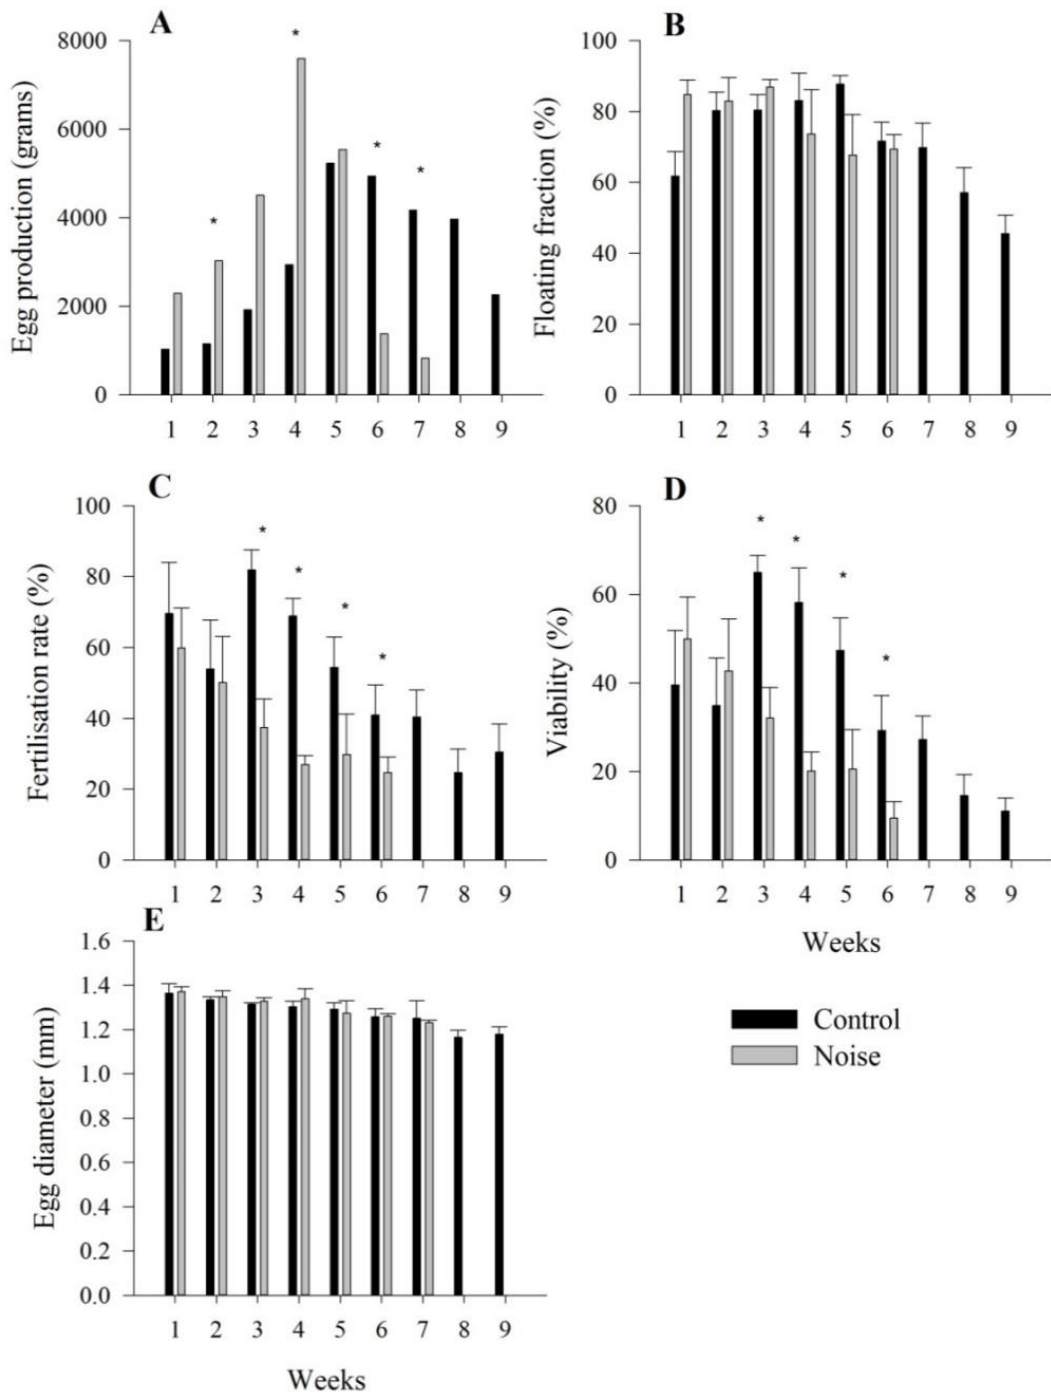 A
Egg production (grams)
8000
6000
4000
2000
0
* * * *
1 2 3 4 5 6 7 8 9
B
Floating fraction (%)
100
80
60
40
20
0
1 2 3 4 5 6 7 8 9
C
Fertilisation rate (%)
100
80
60
40
20
0
* * * *
1 2 3 4 5 6 7 8 9
D
Viability (%)
80
60
40
20
0
* * * *
1 2 3 4 5 6 7 8 9
Weeks
E
Egg diameter (mm)
1.6
1.4
1.2
1.0
0.8
0.6
0.4
0.2
0.0
1 2 3 4 5 6 7 8 9
Weeks
Control
Noise